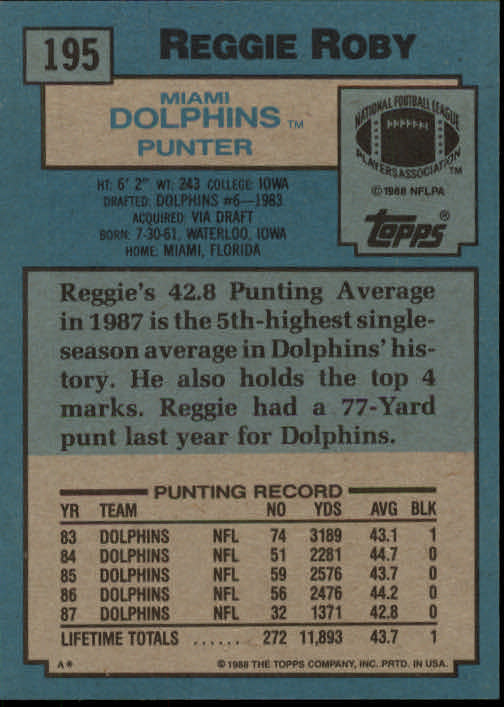 195
REGGIE ROBY
MIAMI
DOLPHINS™
PUNTER
NATIONAL FOOTBALL LEAGUE
PLAYERS ASSOCIATION™
©1988 NFLPA
TOPPS®
HT: 6' 2" WT: 243 COLLEGE: IOWA
DRAFTED: DOLPHINS #6—1983
ACQUIRED: VIA DRAFT
BORN: 7-30-61, WATERLOO, IOWA
HOME: MIAMI, FLORIDA
Reggie's 42.8 Punting Average
in 1987 is the 5th-highest single-
season average in Dolphins' his-
tory. He also holds the top 4
marks. Reggie had a 77-Yard
punt last year for Dolphins.
PUNTING RECORD
YR TEAM NO YDS AVG BLK
83 DOLPHINS NFL 74 3189 43.1 1
84 DOLPHINS NFL 51 2281 44.7 0
85 DOLPHINS NFL 59 2576 43.7 0
86 DOLPHINS NFL 56 2476 44.2 0
87 DOLPHINS NFL 32 1371 42.8 0
LIFETIME TOTALS ...... 272 11,893 43.7 1
A* ©1988 THE TOPPS COMPANY, INC. PRTD. IN USA.